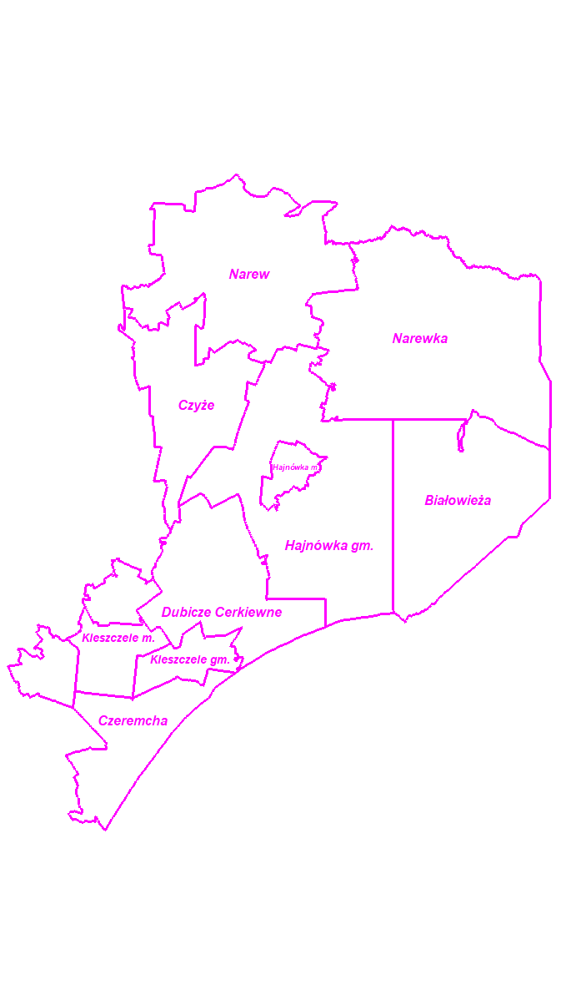 Narew
Narewka
Czyże
Hajnówka m
Białowieża
Hajnówka gm.
Dubicze Cerkiewne
Kleszczele m.
Kleszczele gm.
Czeremcha